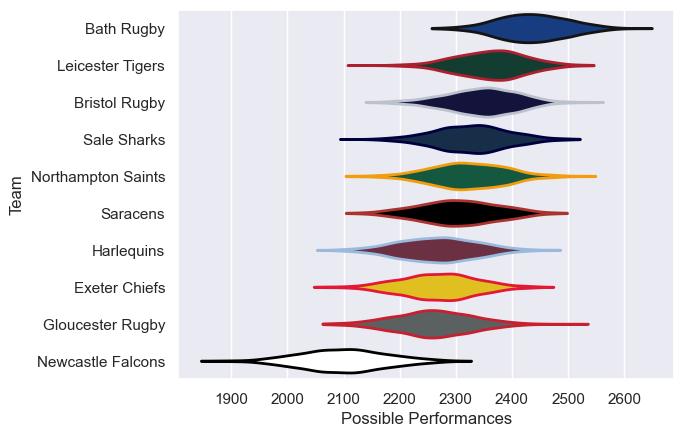 Bath Rugby
Leicester Tigers
Bristol Rugby
Sale Sharks
Northampton Saints
Saracens
Harlequins
Exeter Chiefs
Gloucester Rugby
Newcastle Falcons
Team
1900 2000 2100 2200 2300 2400 2500 2600
Possible Performances